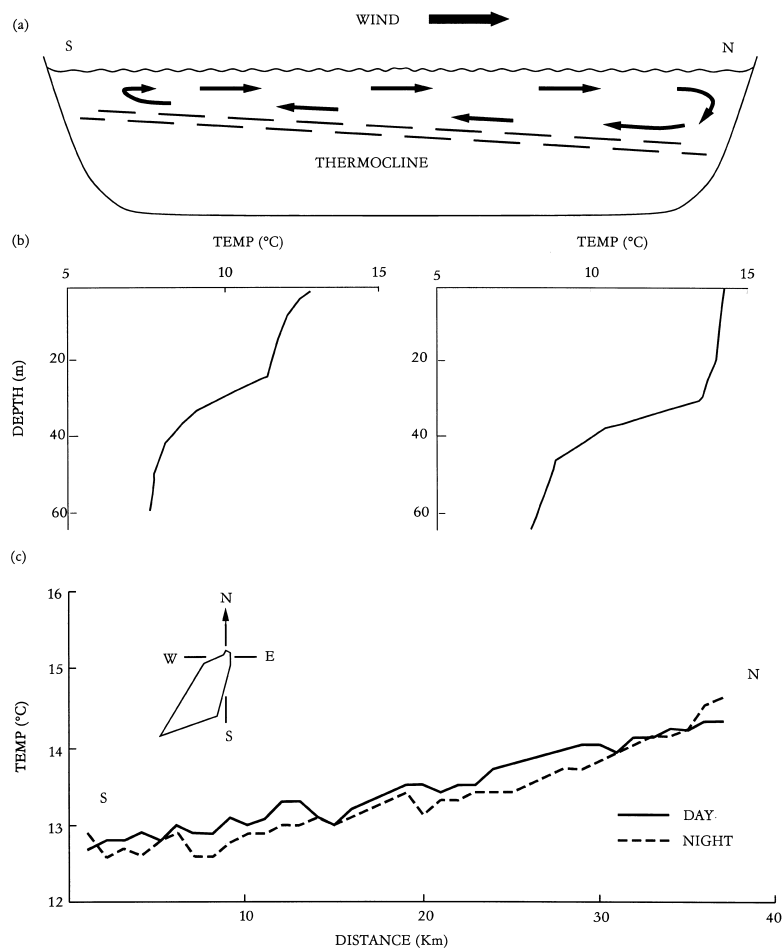 (a)
WIND
S
N
THERMOCLINE
(b)
TEMP (°C)
TEMP (°C)
5
10
15
5
10
15
DEPTH (m)
20
40
60
20
40
60
(c)
16
15
14
13
12
TEMP (°C)
N
W
E
S
N
S
DAY
NIGHT
10
20
30
40
DISTANCE (Km)